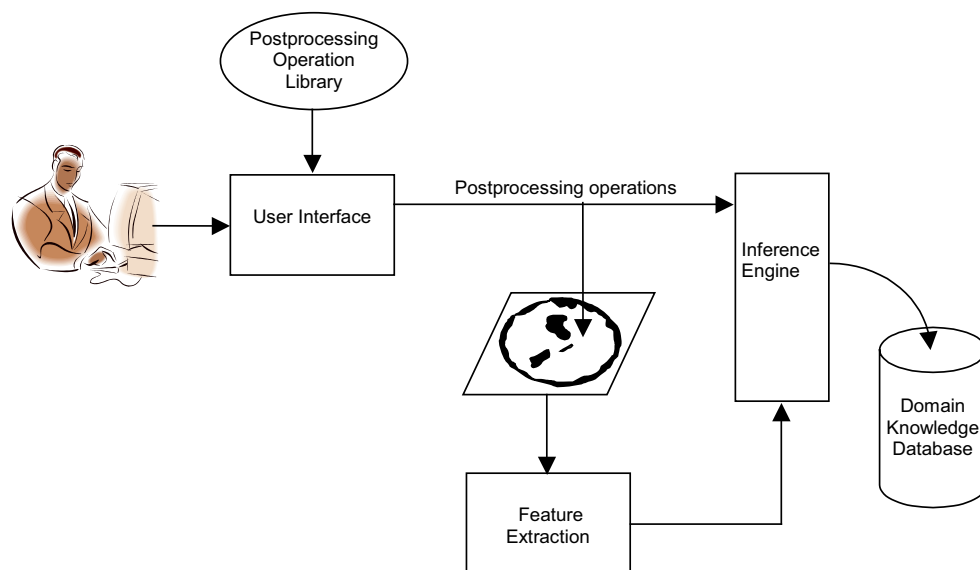 Postprocessing
Operation
Library
User Interface
Postprocessing operations
Inference
Engine
Domain
Knowledge
Database
Feature
Extraction